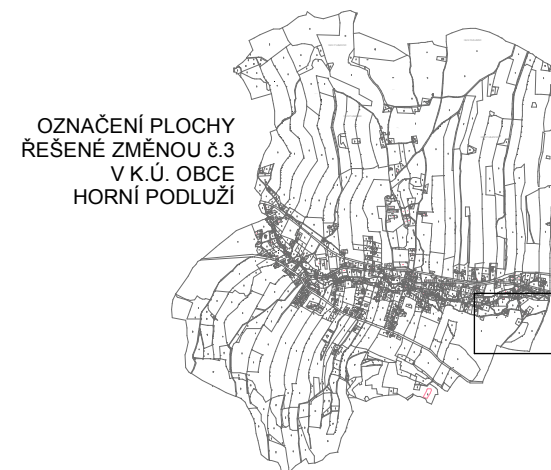 OZNAČENÍ PLOCHY
ŘEŠENÉ ZMĚNOU č.3
V K.Ú. OBCE
HORNÍ PODLUŽÍ